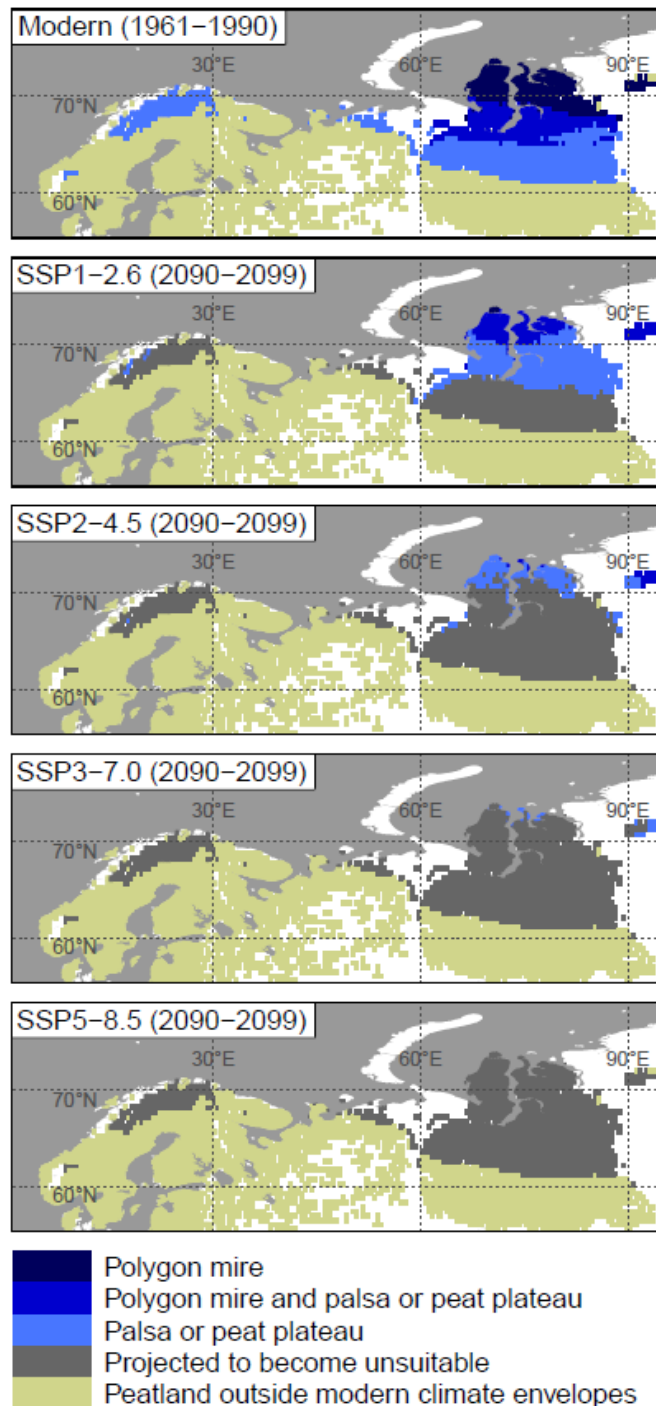 Modern (1961−1990)
30°E
60°E
90°E
70°N
60°N
SSP1−2.6 (2090−2099)
30°E
60°E
90°E
70°N
60°N
SSP2−4.5 (2090−2099)
30°E
60°E
90°E
70°N
60°N
SSP3−7.0 (2090−2099)
30°E
60°E
90°E
70°N
60°N
SSP5−8.5 (2090−2099)
30°E
60°E
90°E
70°N
60°N
Polygon mire
Polygon mire and palsa or peat plateau
Palsa or peat plateau
Projected to become unsuitable
Peatland outside modern climate envelopes